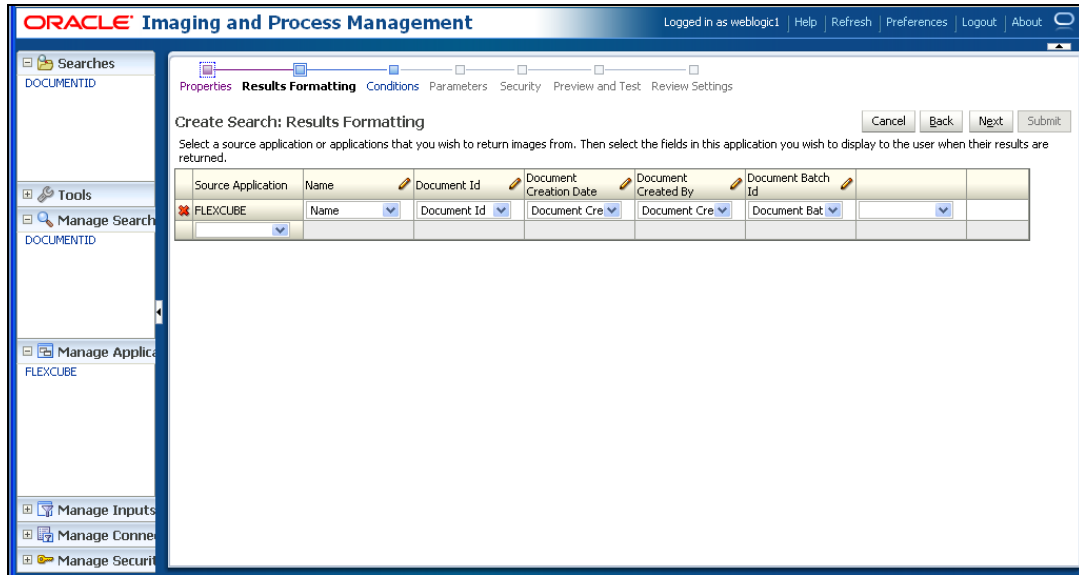 ORACLE Imaging and Process Management
Logged in as weblogic1 | Help | Refresh | Preferences | Logout | About
Searches
DOCUMENTID
Tools
Manage Search
DOCUMENTID
Manage Applica
FLEXCUBE
Manage Inputs
Manage Conne
Manage Securit
Properties Results Formatting Conditions Parameters Security Preview and Test Review Settings
Create Search: Results Formatting
Cancel Back Next Submit
Select a source application or applications that you wish to return images from. Then select the fields in this application you wish to display to the user when their results are
returned.
Source Application Name Document Id Document Creation Date Document Created By Document Batch Id
FLEXCUBE Name Document Id Document Cre Document Cre Document Bat